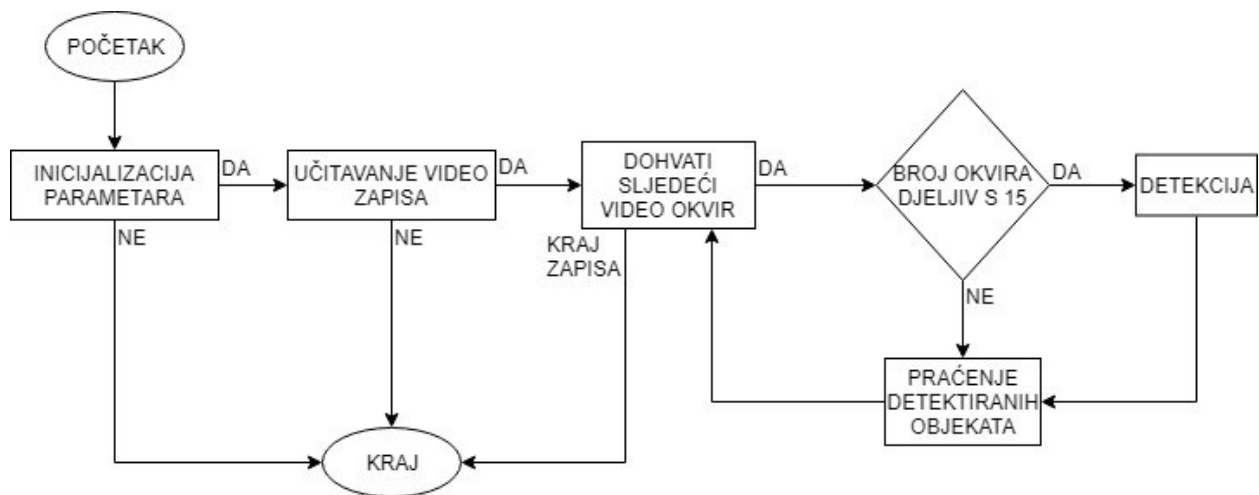 POČETAK
INICIJALIZACIJA
PARAMETARA
DA
NE
UČITAVANJE VIDEO
ZAPISA
DA
NE
DOHVATI
SLJEDEĆI
VIDEO OKVIR
DA
KRAJ
ZAPISA
BROJ OKVIRA
DJELJIV S 15
DA
NE
DETEKCIJA
PRAĆENJE
DETEKTIRANIH
OBJEKATA
KRAJ